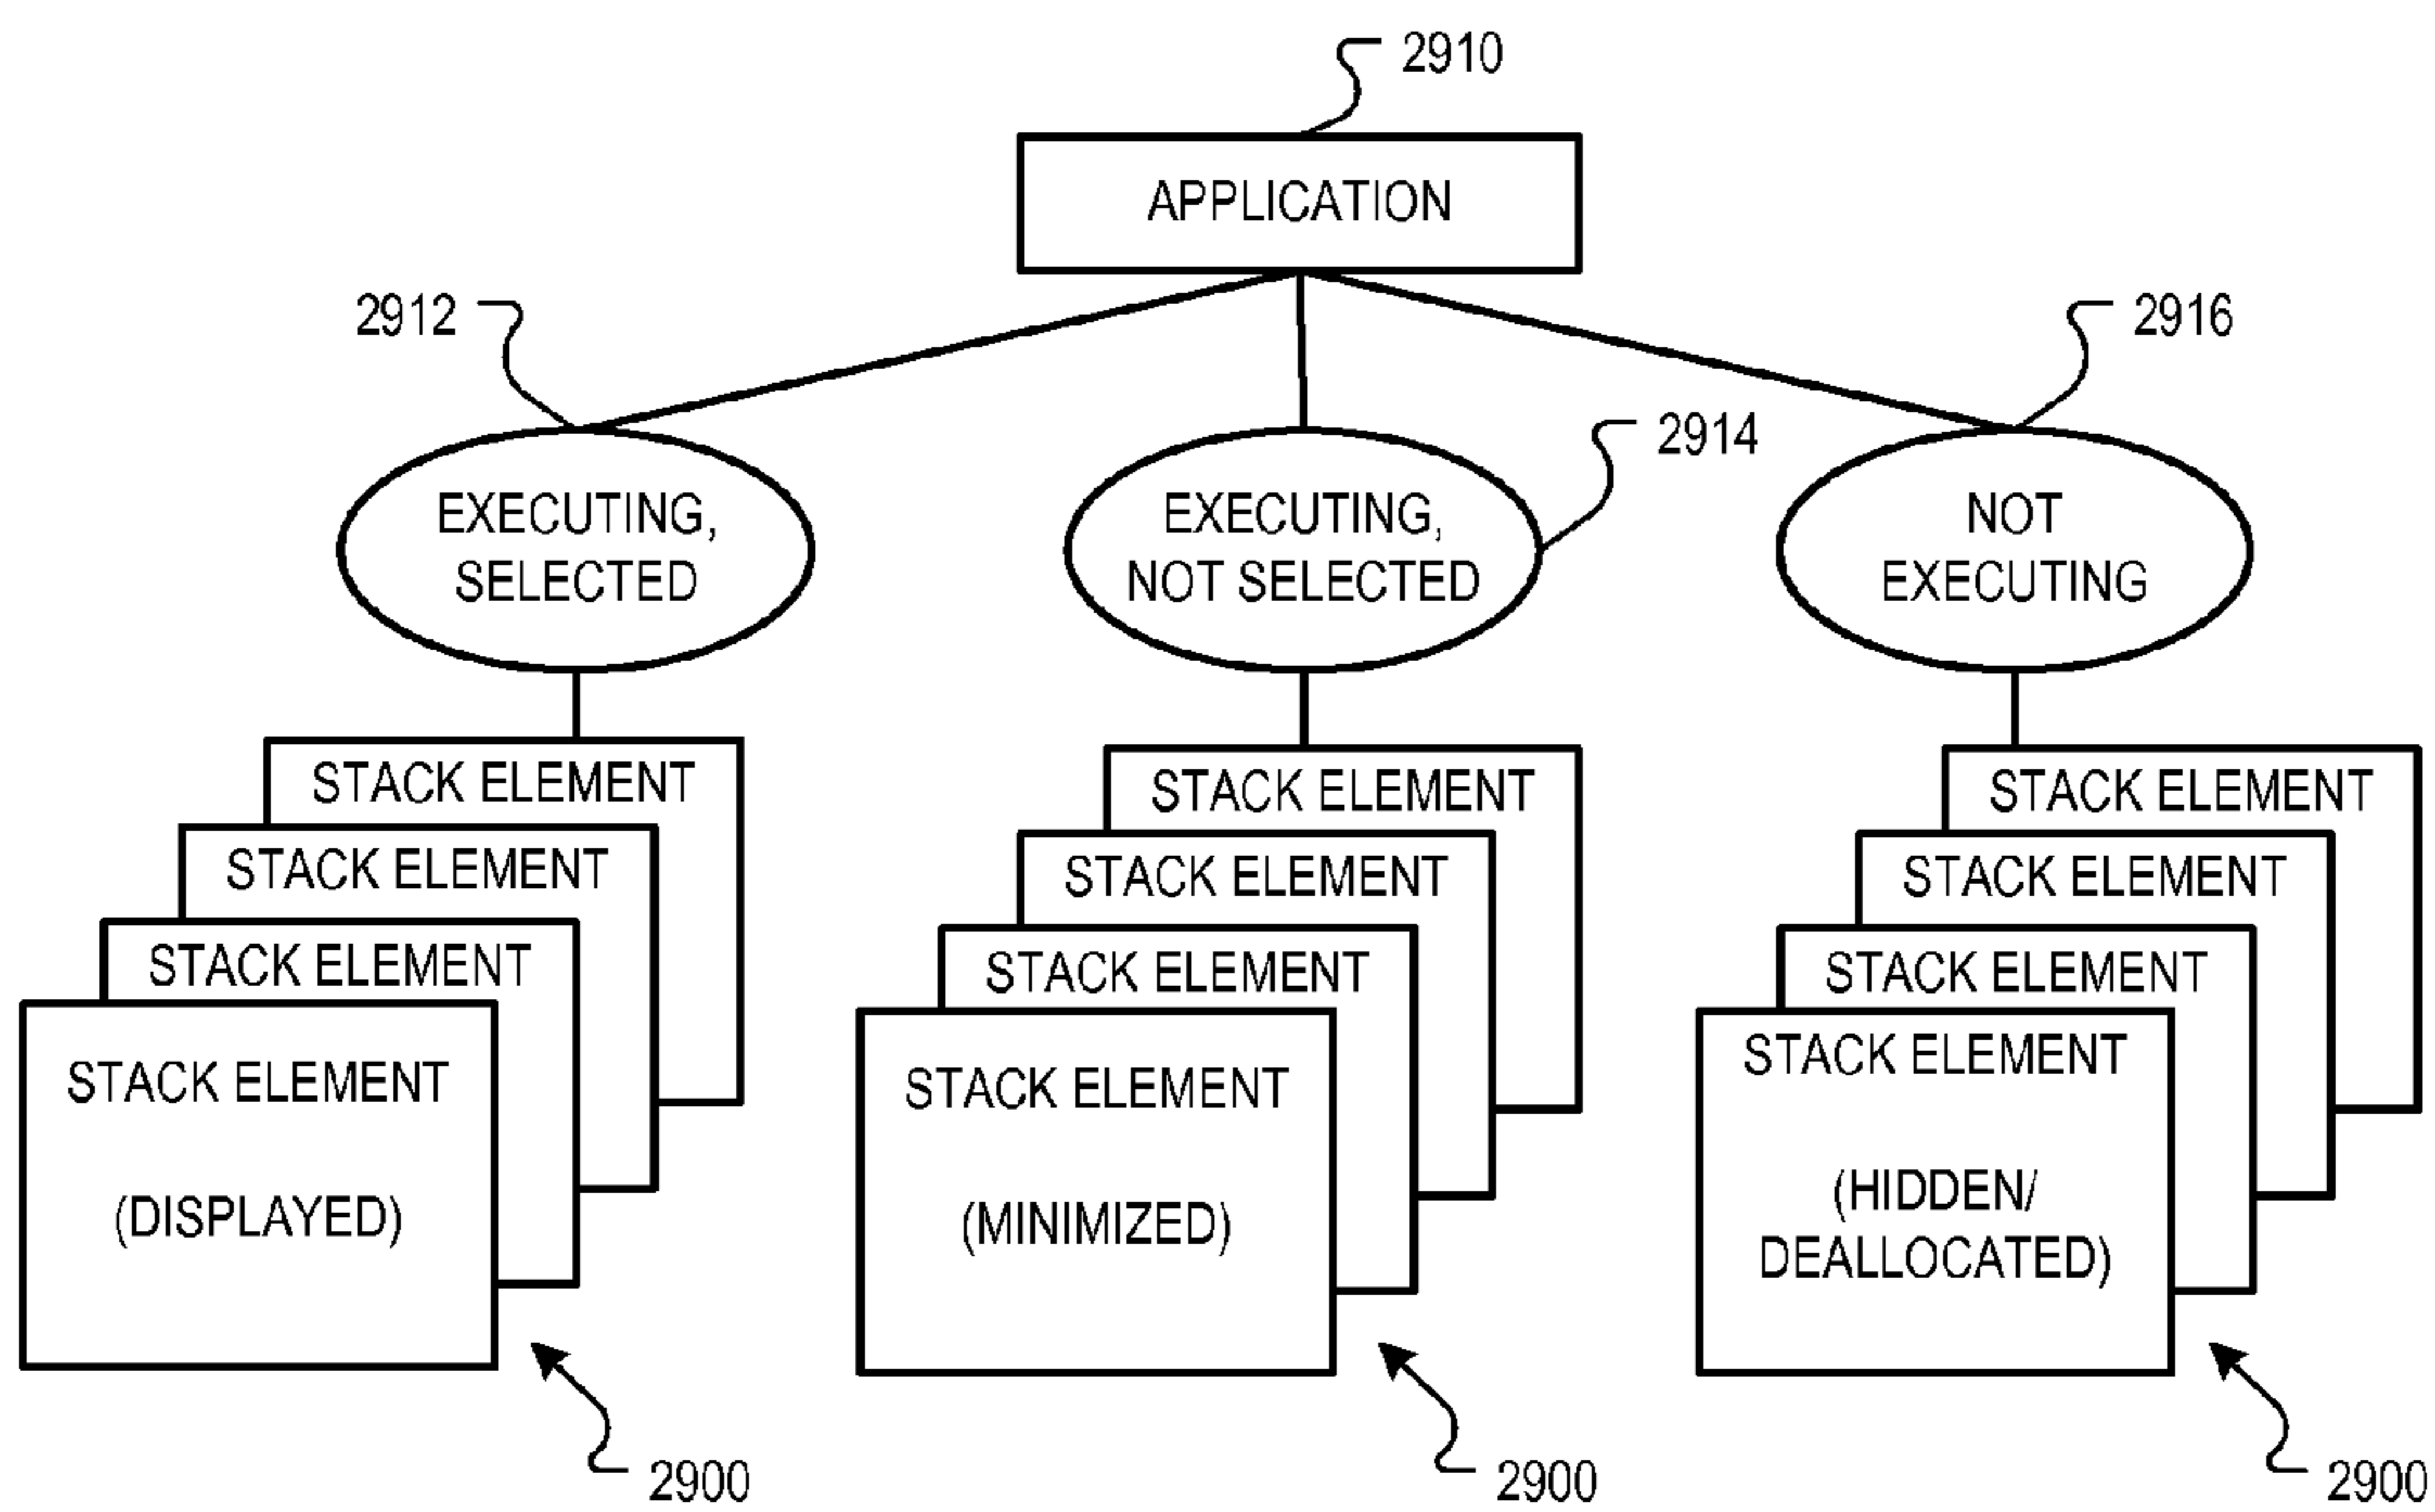 2910
APPLICATION
2912
2916
2914
EXECUTING,
SELECTED
EXECUTING,
NOT SELECTED
NOT
EXECUTING
STACK ELEMENT
STACK ELEMENT
STACK ELEMENT
STACK ELEMENT
(DISPLAYED)
2900
STACK ELEMENT
STACK ELEMENT
STACK ELEMENT
STACK ELEMENT
(MINIMIZED)
2900
STACK ELEMENT
STACK ELEMENT
STACK ELEMENT
STACK ELEMENT
(HIDDEN/
DEALLOCATED)
2900